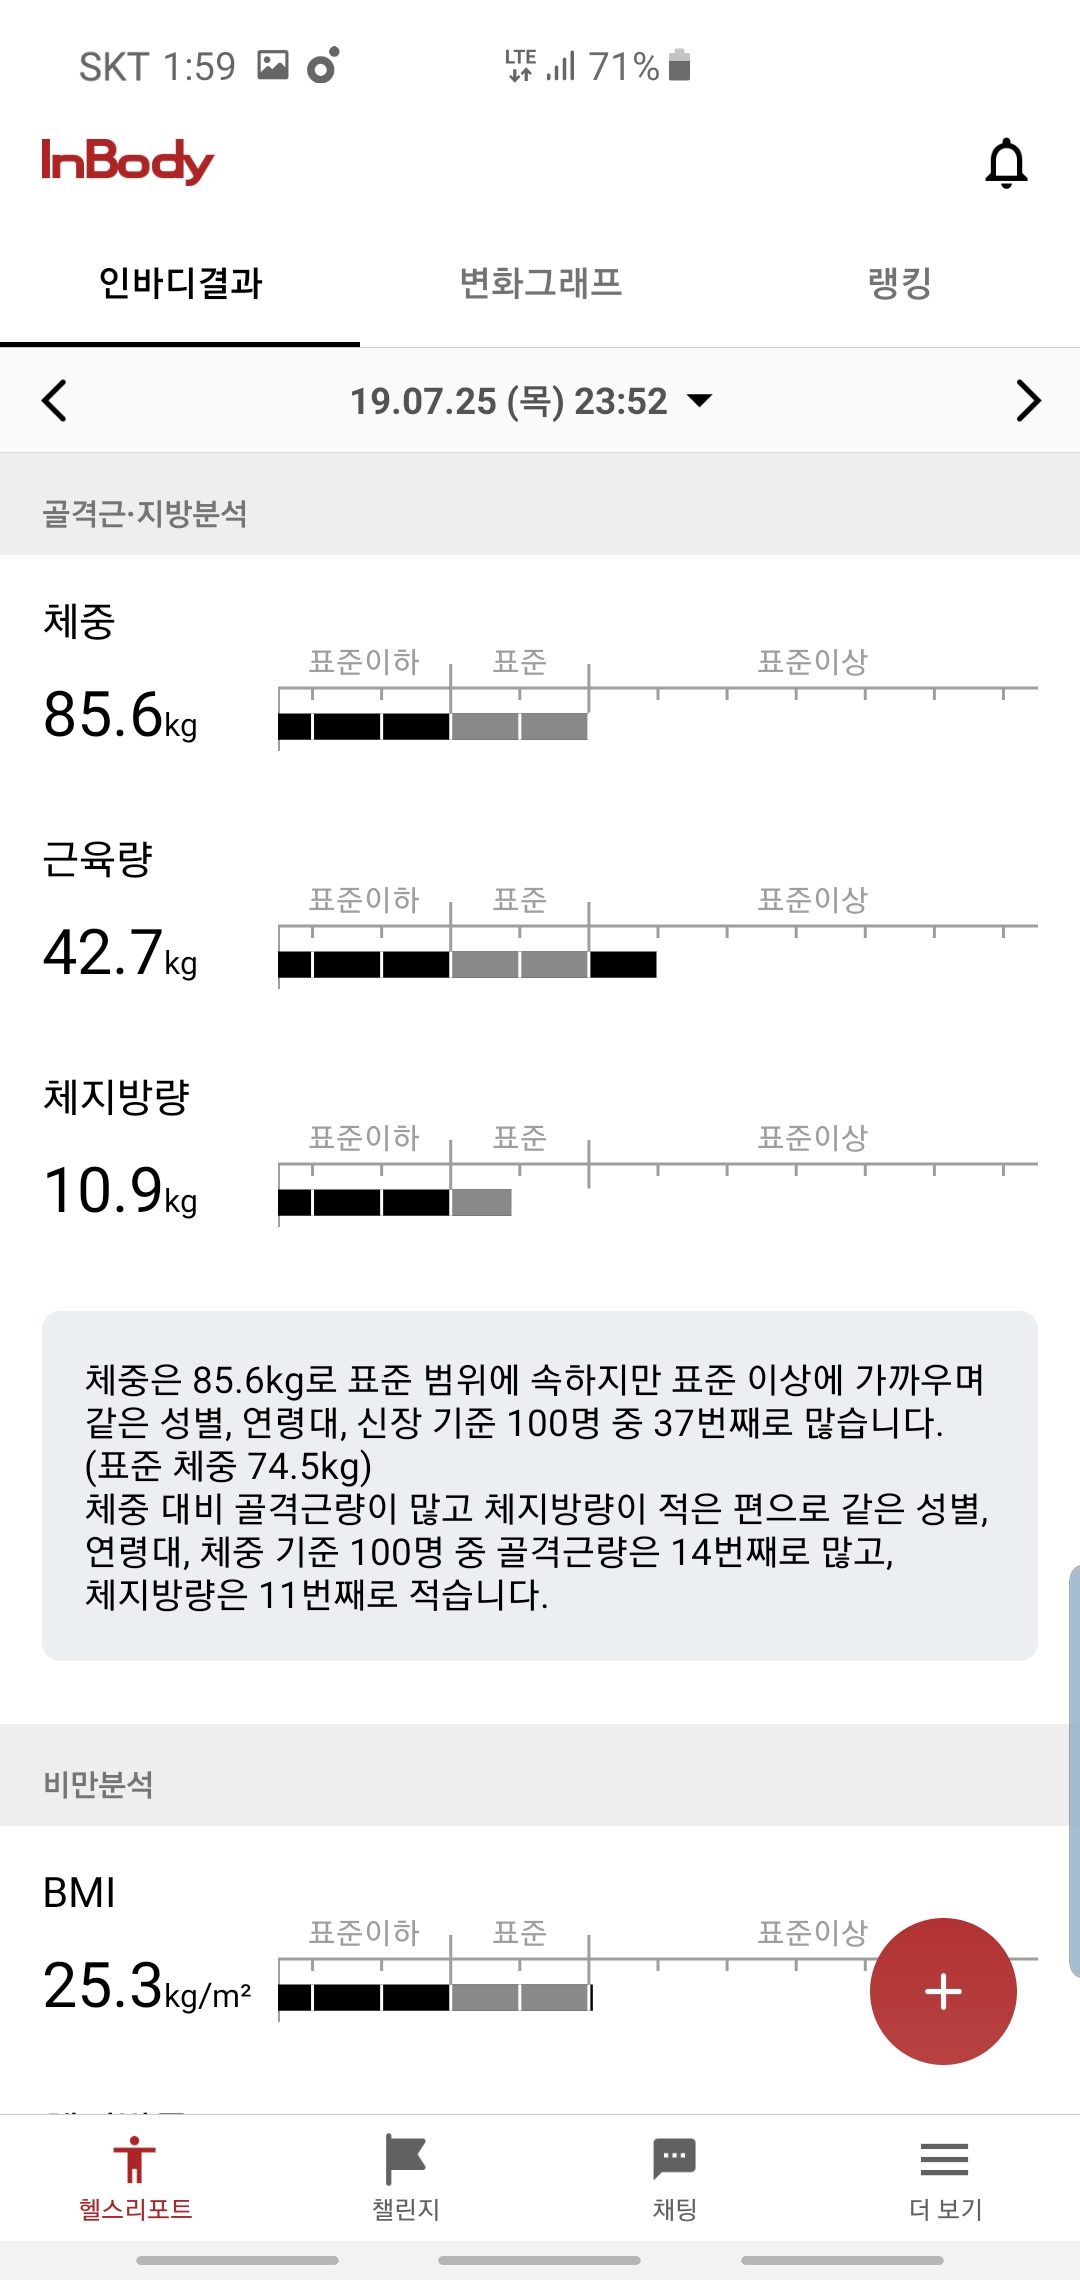 SKT 1:59 LTE 71%
InBody
인바디결과 변화그래프 랭킹
19.07.25 (목) 23:52
골격근·지방분석
체중
표준이하 표준 표준이상
85.6kg
근육량
표준이하 표준 표준이상
42.7kg
체지방량
표준이하 표준 표준이상
10.9kg
체중은 85.6kg로 표준 범위에 속하지만 표준 이상에 가까우며
같은 성별, 연령대, 신장 기준 100명 중 37번째로 많습니다.
(표준 체중 74.5kg)
체중 대비 골격근량이 많고 체지방량이 적은 편으로 같은 성별,
연령대, 체중 기준 100명 중 골격근량은 14번째로 많고,
체지방량은 11번째로 적습니다.
비만분석
BMI
표준이하 표준 표준이상
25.3kg/m²
헬스리포트 챌린지 채팅 더 보기